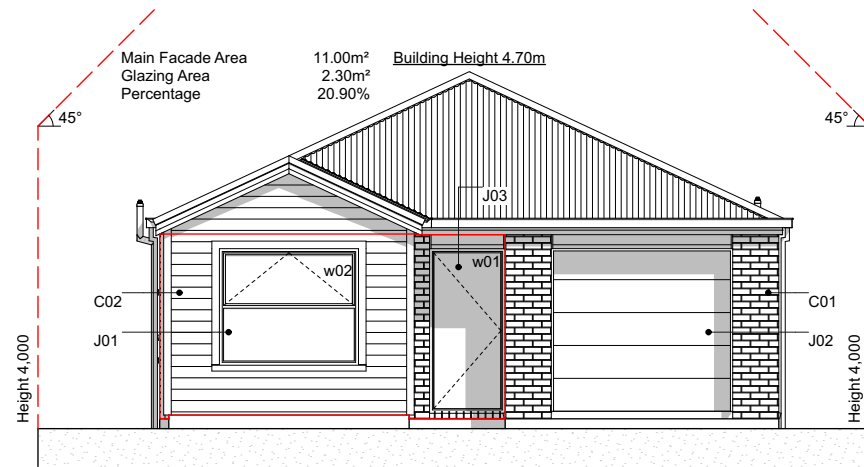 Main Facade Area 11.00m² Building Height 4.70m
Glazing Area 2.30m²
Percentage 20.90%
45°
45°
J03
w02
w01
C02
C01
J01
J02
Height 4,000
Height 4,000